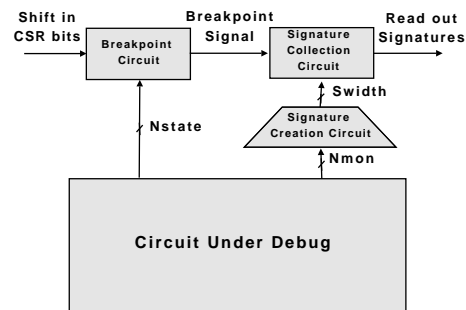 Shift in
CSR bits
Breakpoint
Circuit
Breakpoint
Signal
Signature
Collection
Circuit
Read out
Signatures
Swidth
Signature
Creation Circuit
Nstate
Nmon
Circuit Under Debug